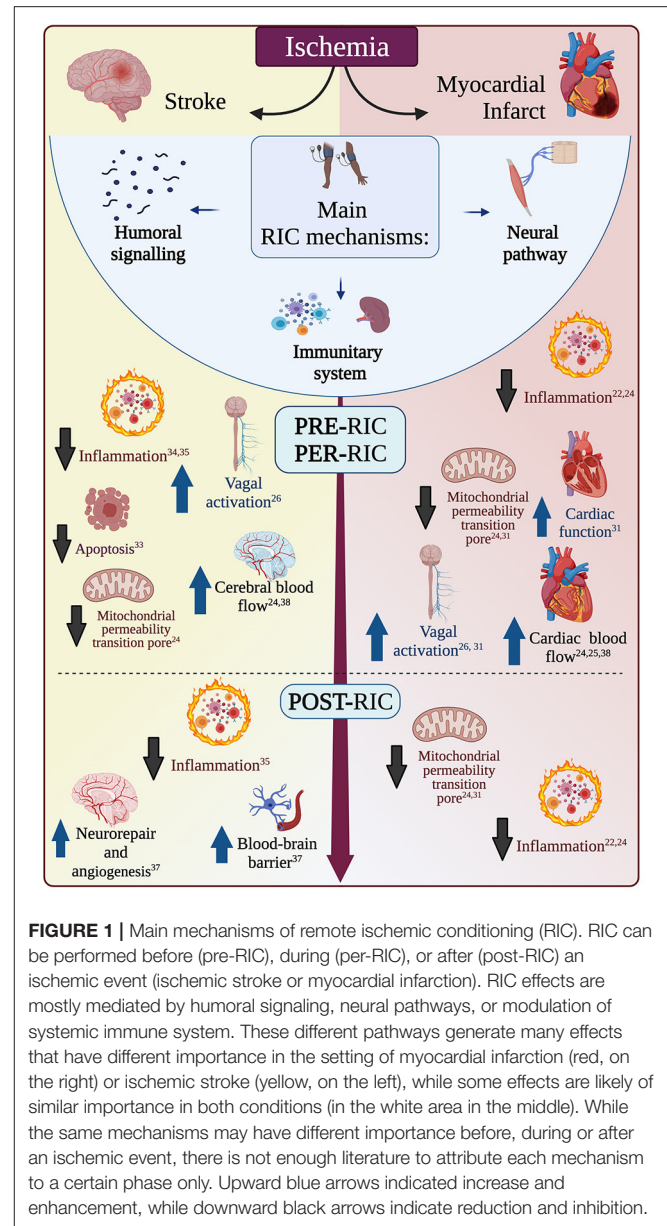 Ischemia
Stroke
Myocardial
Infarct
Humoral
signalling
Main
RIC mechanisms:
Neural
pathway
Immunitary
system
PRE-RIC
PER-RIC
Inflammation34,35
Vagal
activation26
Apoptosis33
Cerebral blood
flow24,38
Mitochondrial
permeability
transition pore24
Inflammation22,24
Mitochondrial
permeability
transition
pore24,31
Cardiac
function31
Vagal
activation26, 31
Cardiac blood
flow24,25,38
POST-RIC
Inflammation35
Neurorepair
and
angiogenesis37
Blood-brain
barrier37
Mitochondrial
permeability
transition
pore24,31
Inflammation22,24
FIGURE 1 | Main mechanisms of remote ischemic conditioning (RIC). RIC can
be performed before (pre-RIC), during (per-RIC), or after (post-RIC) an
ischemic event (ischemic stroke or myocardial infarction). RIC effects are
mostly mediated by humoral signaling, neural pathways, or modulation of
systemic immune system. These different pathways generate many effects
that have different importance in the setting of myocardial infarction (red, on
the right) or ischemic stroke (yellow, on the left), while some effects are likely of
similar importance in both conditions (in the white area in the middle). While
the same mechanisms may have different importance before, during or after
an ischemic event, there is not enough literature to attribute each mechanism
to a certain phase only. Upward blue arrows indicated increase and
enhancement, while downward black arrows indicate reduction and inhibition.